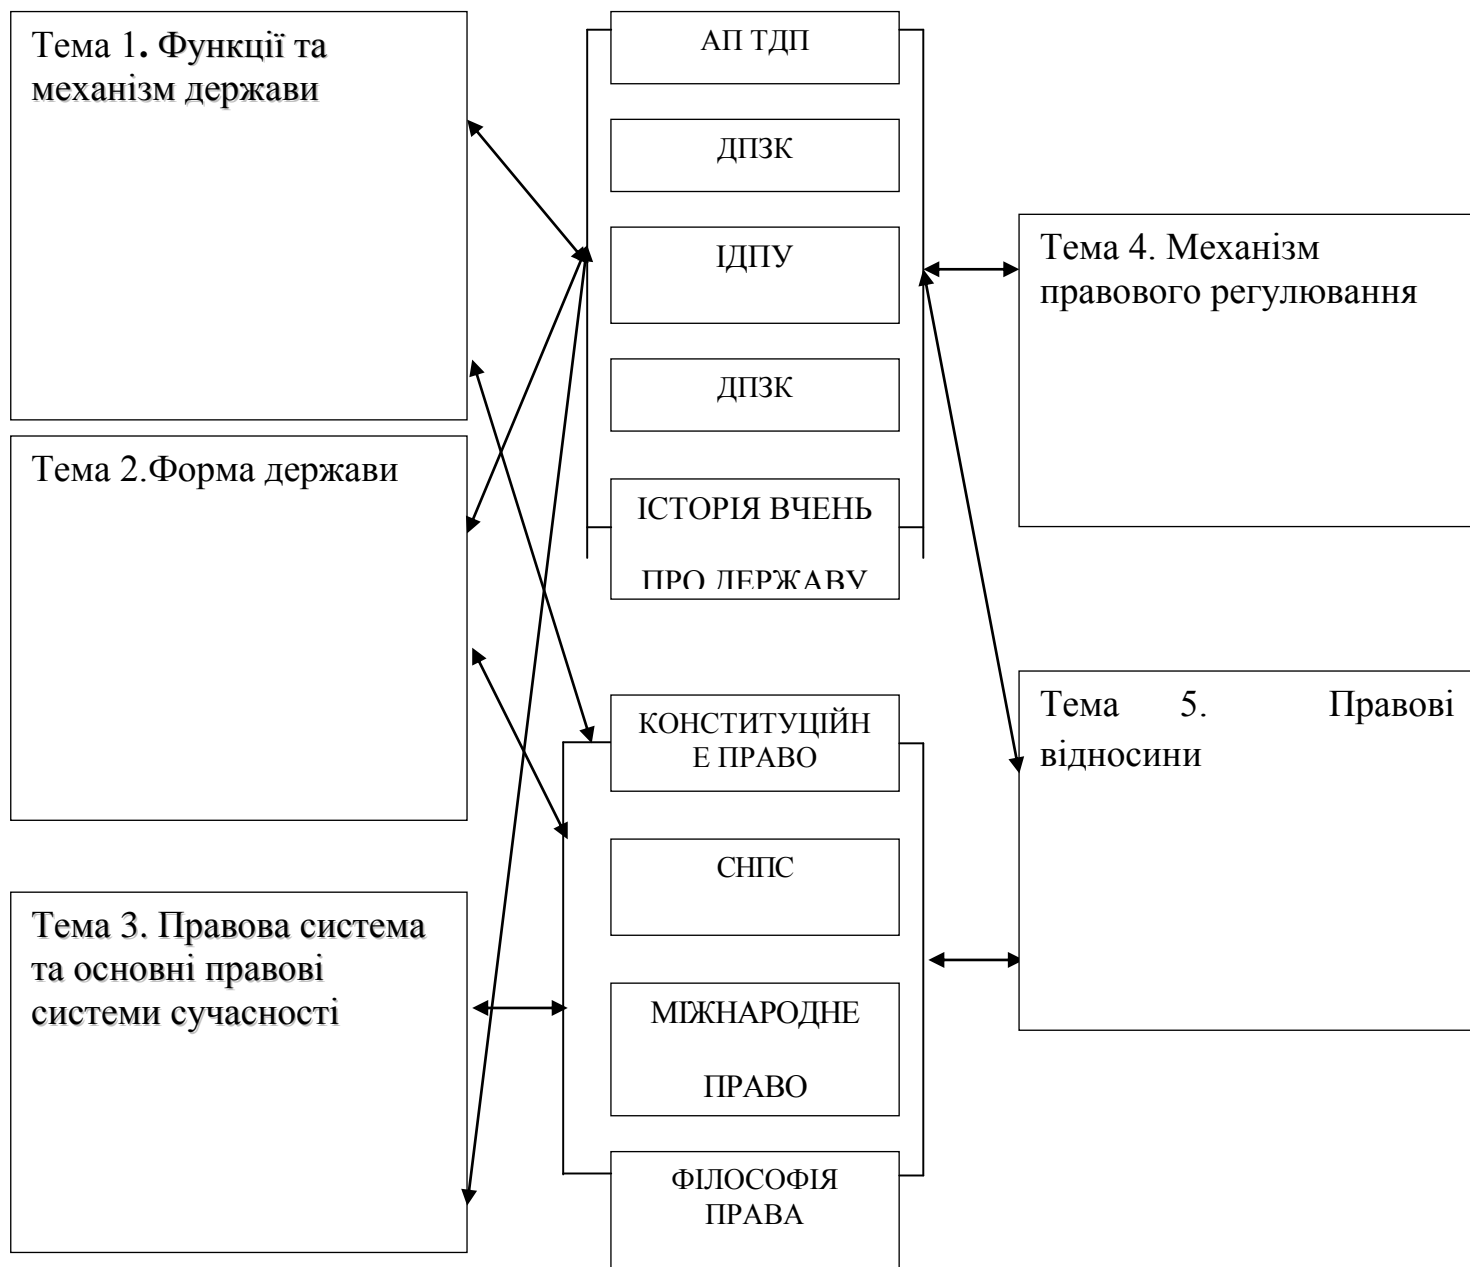 Тема 1. Функції та
механізм держави
Тема 2.Форма держави
Тема 3. Правова система
та основні правові
системи сучасності
АП ТДП
ДПЗК
ІДПУ
ДПЗК
ІСТОРІЯ ВЧЕНЬ
ПРО ДЕРЖАВУ
КОНСТИТУЦІЙН
Е ПРАВО
СНПС
МІЖНАРОДНЕ
ПРАВО
ФІЛОСОФІЯ
ПРАВА
Тема 4. Механізм
правового регулювання
Тема 5. Правові
відносини